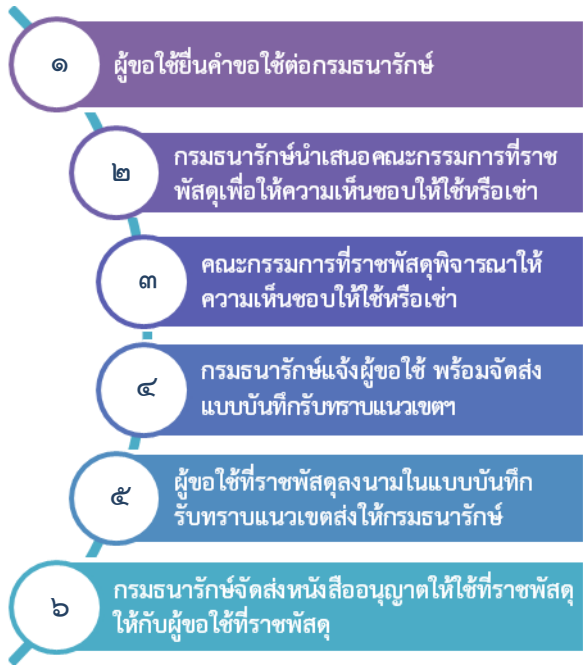 ๑
ผู้ขอใช้ยื่นคำขอใช้ต่อกรมธนารักษ์
๒
กรมธนารักษ์นำเสนอคณะกรรมการที่ราช
พัสดุเพื่อให้ความเห็นชอบให้ใช้หรือเช่า
๓
คณะกรรมการที่ราชพัสดุพิจารณาให้
ความเห็นชอบให้ใช้หรือเช่า
๔
กรมธนารักษ์แจ้งผู้ขอใช้ พร้อมจัดส่ง
แบบบันทึกรับทราบแนวเขตฯ
๕
ผู้ขอใช้ที่ราชพัสดุลงนามในแบบบันทึก
รับทราบแนวเขตส่งให้กรมธนารักษ์
๖
กรมธนารักษ์จัดส่งหนังสืออนุญาตให้ใช้ที่ราชพัสดุ
ให้กับผู้ขอใช้ที่ราชพัสดุ